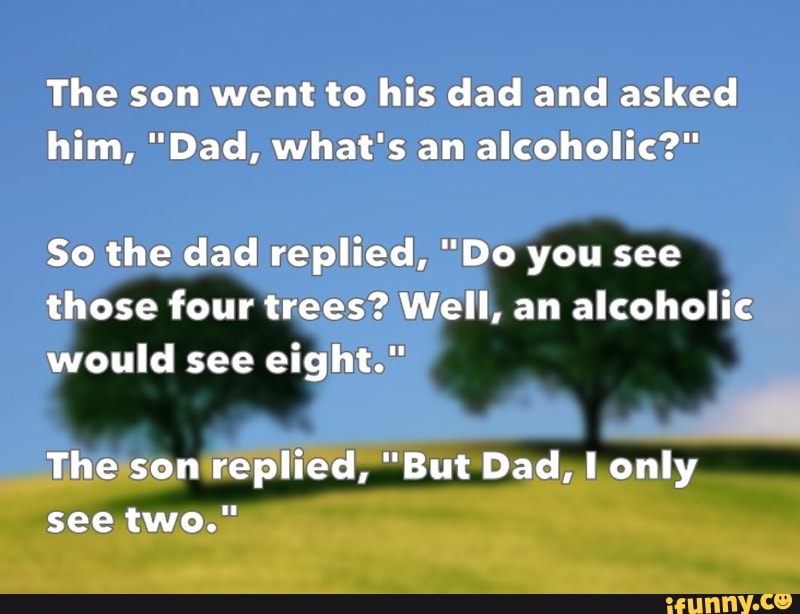 The son went to his dad and asked
him, "Dad, what's an alcoholic?"
So the dad replied, "Do you see
those four trees? Well, an alcoholic
would see eight."
The son replied, "But Dad, I only
see two."
ifunny.co